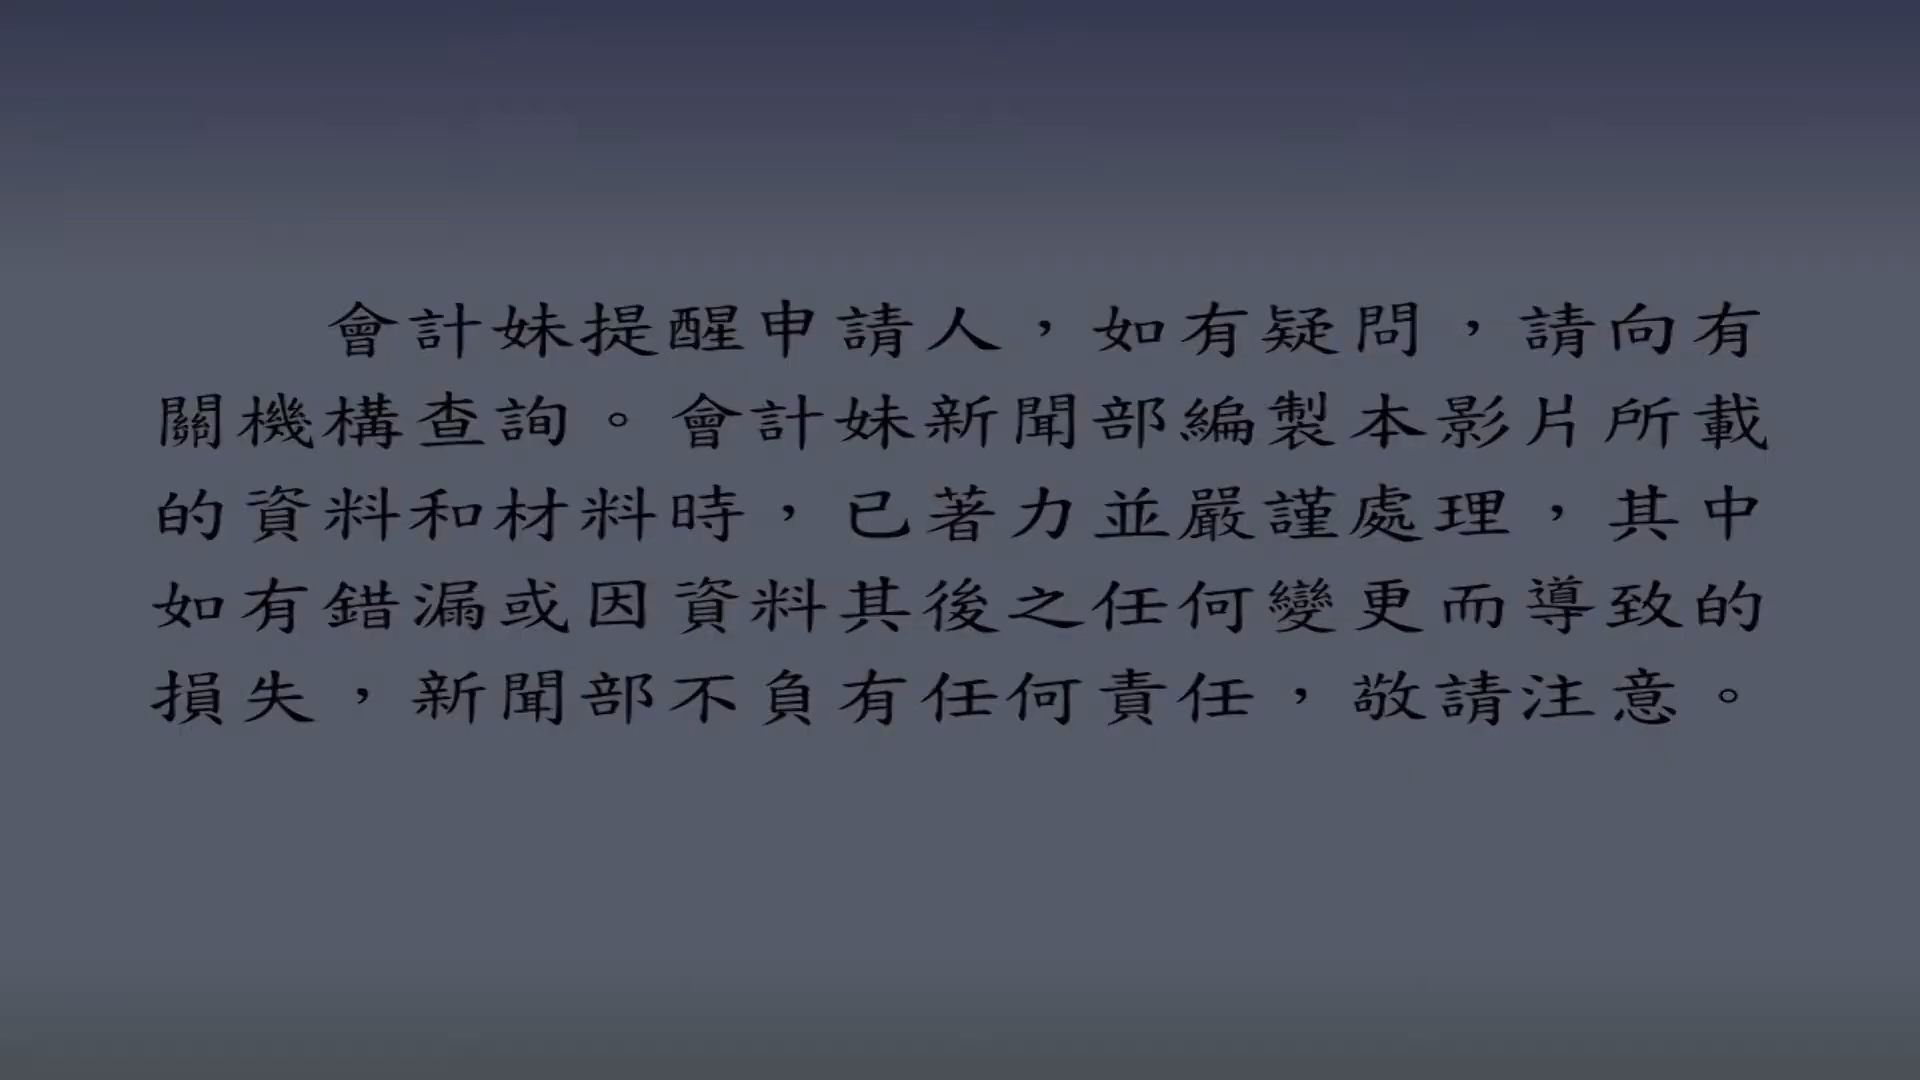 會計妹提醒申請人，如有疑問，請向有
關機構查詢。會計妹新聞部編製本影片所載
的資料和材料時，已著力並嚴謹處理，其中
如有錯漏或因資料其後之任何變更而導致的
損失，新聞部不負有任何責任，敬請注意。